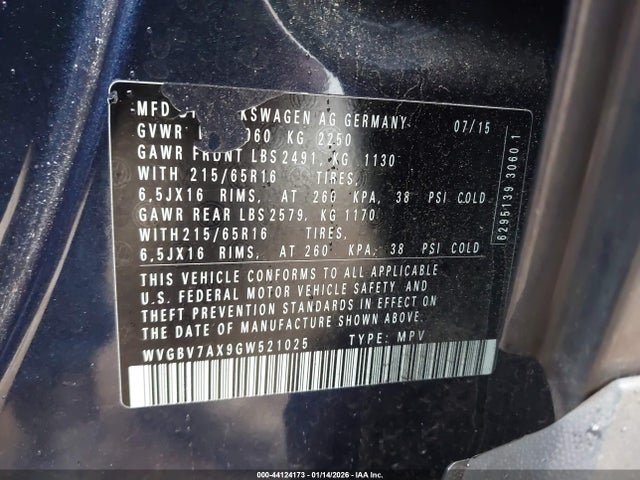 MFD KSWAGEN AG GERMANY 07/15
GVWR 060 KG 2250
GAWR FRONT LBS2491, KG 1130
WITH 215/65R16 TIRES,
6,5JX16 RIMS, AT 260 KPA, 38 PSI COLD
GAWR REAR LBS2579, KG 1170
WITH215/65R16 TIRES,
6,5JX16 RIMS, AT 260 KPA, 38 PSI COLD
THIS VEHICLE CONFORMS TO ALL APPLICABLE
U.S. FEDERAL MOTOR VEHICLE SAFETY AND
THEFT PREVENTION STANDARDS IN EFFECT ON
THE DATE OF MANUFACTURE SHOWN ABOVE.
WVGBV7AX9GW521025 TYPE: MPV
6295139 3060 1
000-44124173 - 01/14/2026 - IAA Inc.